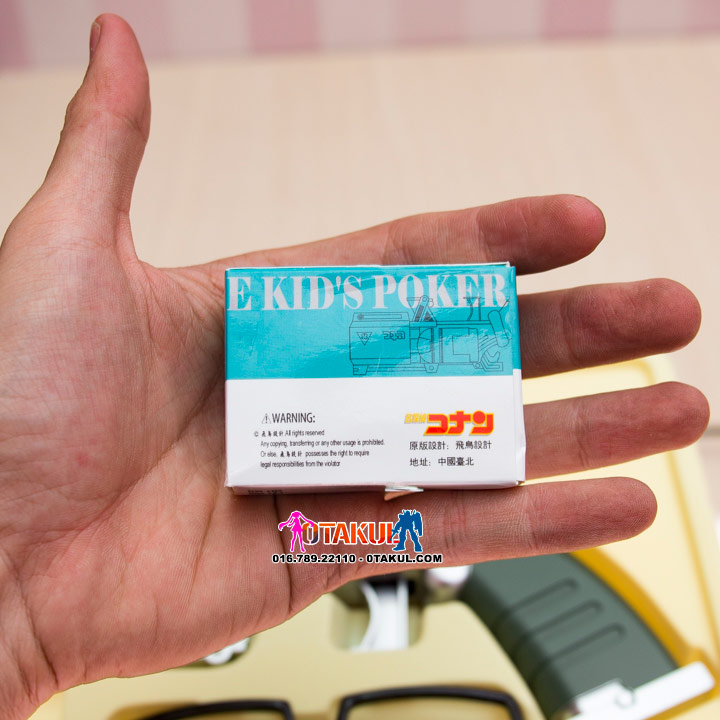 E KID'S POKER
⚠WARNING:
© 飛鳥設計 All rights reserved
Any copying, transferring or any other usage is prohibited.
Or else, 飛鳥設計 possesses the right to require
legal responsibilities from the violator
コナン
原版設計: 飛鳥設計
地址: 中國臺北
OTAKUL
016.789.22110 - OTAKUL.COM